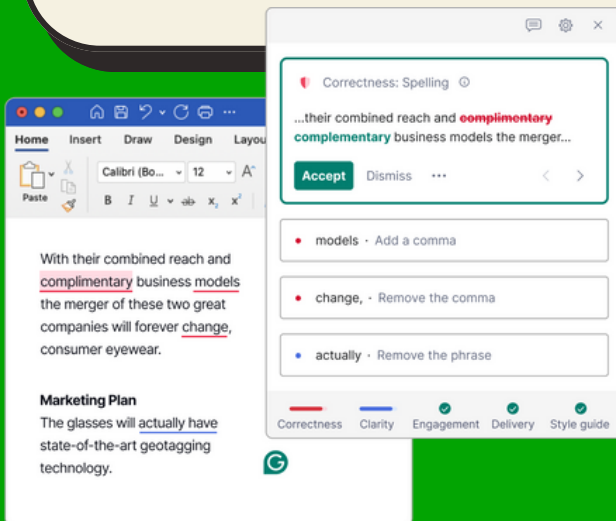 Correctness: Spelling
...their combined reach and complimentary
complementary business models the merger...
Accept Dismiss ...
models · Add a comma
change, · Remove the comma
actually · Remove the phrase
Correctness Clarity Engagement Delivery Style guide
Home Insert Draw Design Layou
Paste
Calibri (Bo... 12 A
B I U ab x₂ x²
With their combined reach and
complimentary business models
the merger of these two great
companies will forever change,
consumer eyewear.
Marketing Plan
The glasses will actually have
state-of-the-art geotagging
technology.